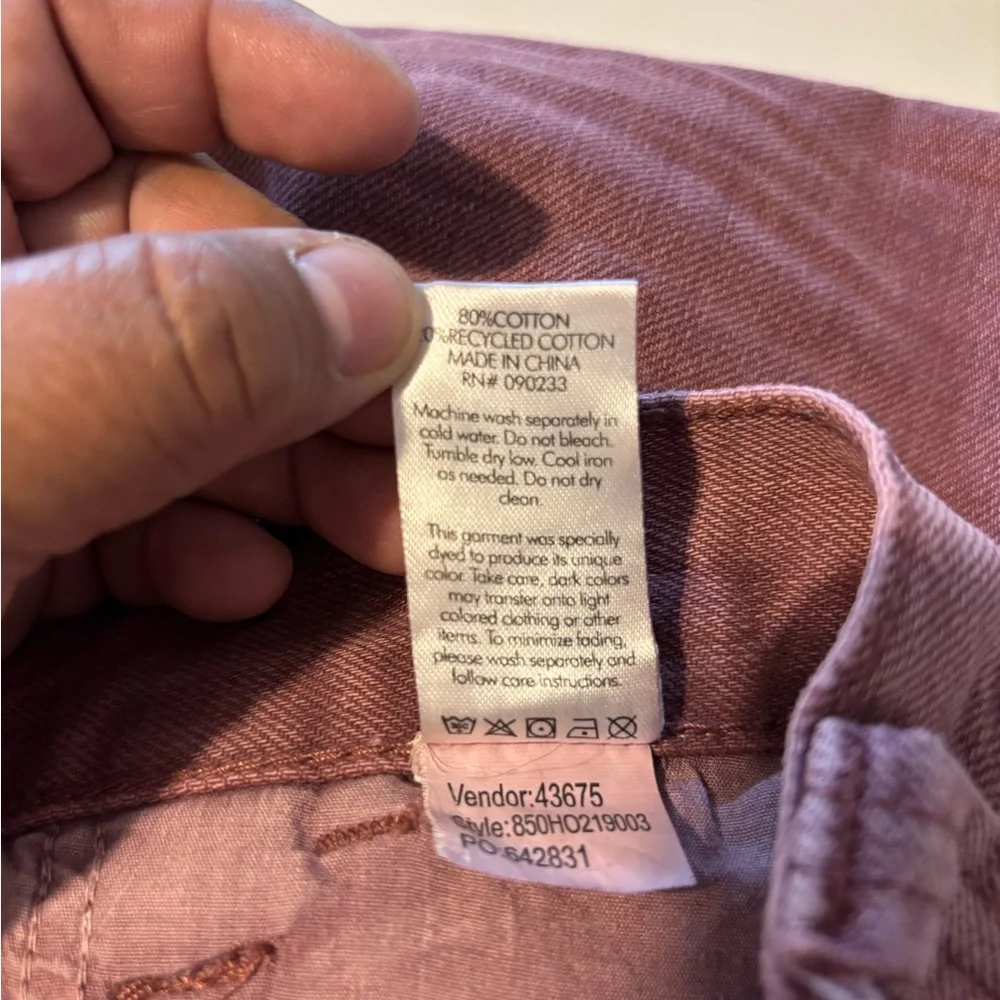 80%COTTON
0%RECYCLED COTTON
MADE IN CHINA
RN# 090233
Machine wash separately in
cold water. Do not bleach.
Tumble dry low. Cool iron
as needed. Do not dry
clean.
This garment was specially
dyed to produce its unique
color. Take care, dark colors
may transfer onto light
colored clothing or other
items. To minimize fading,
please wash separately and
follow care instructions.
Vendor:43675
Style:850HO219003
PO:642831